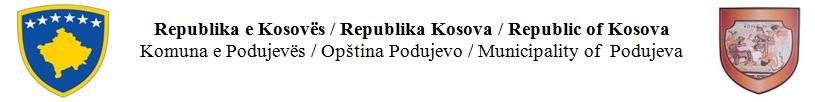 Republika e Kosovës / Republika Kosova / Republic of Kosova
Komuna e Podujevës / Opština Podujevo / Municipality of Podujeva